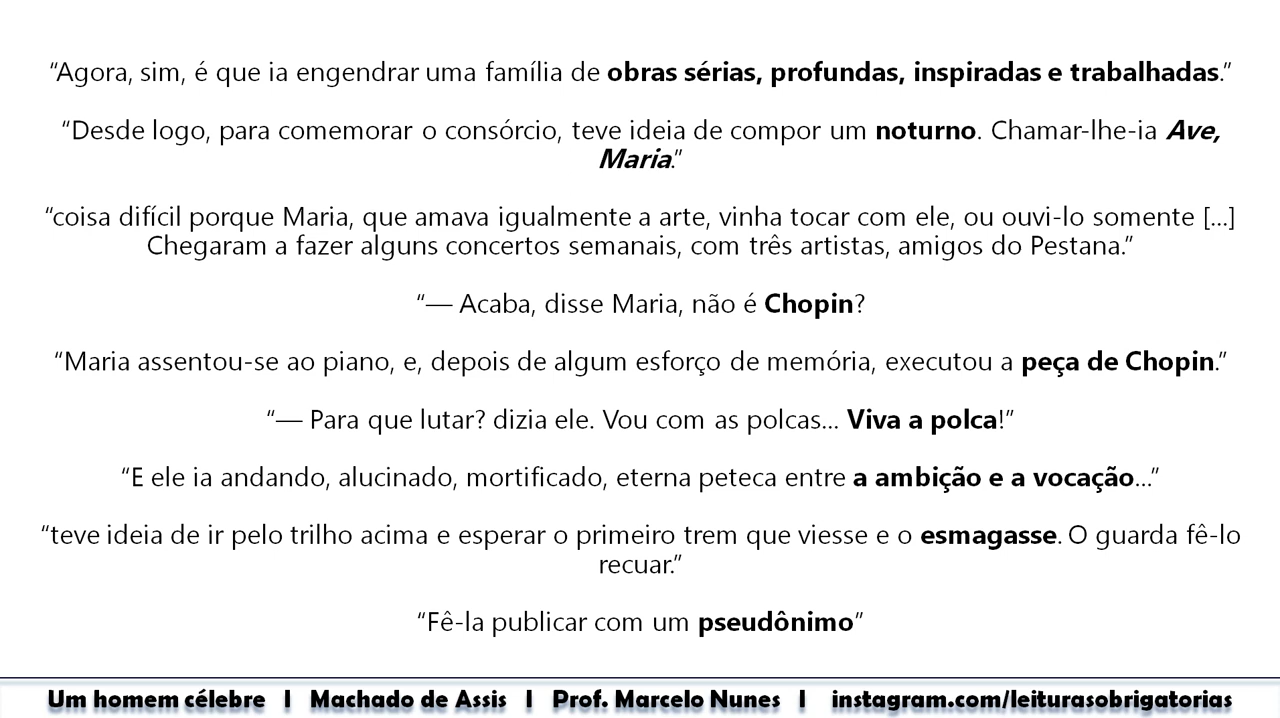 “Agora, sim, é que ia engendrar uma família de obras sérias, profundas, inspiradas e trabalhadas.”
“Desde logo, para comemorar o consórcio, teve ideia de compor um noturno. Chamar-lhe-ia Ave,
Maria.”
“coisa difícil porque Maria, que amava igualmente a arte, vinha tocar com ele, ou ouvi-lo somente [...]
Chegaram a fazer alguns concertos semanais, com três artistas, amigos do Pestana.”
“— Acaba, disse Maria, não é Chopin?
“Maria assentou-se ao piano, e, depois de algum esforço de memória, executou a peça de Chopin.”
“— Para que lutar? dizia ele. Vou com as polcas... Viva a polca!”
“E ele ia andando, alucinado, mortificado, eterna peteca entre a ambição e a vocação...”
“teve ideia de ir pelo trilho acima e esperar o primeiro trem que viesse e o esmagasse. O guarda fê-lo
recuar.”
“Fê-la publicar com um pseudônimo”
Um homem célebre I Machado de Assis I Prof. Marcelo Nunes I instagram.com/leiturasobrigatorias